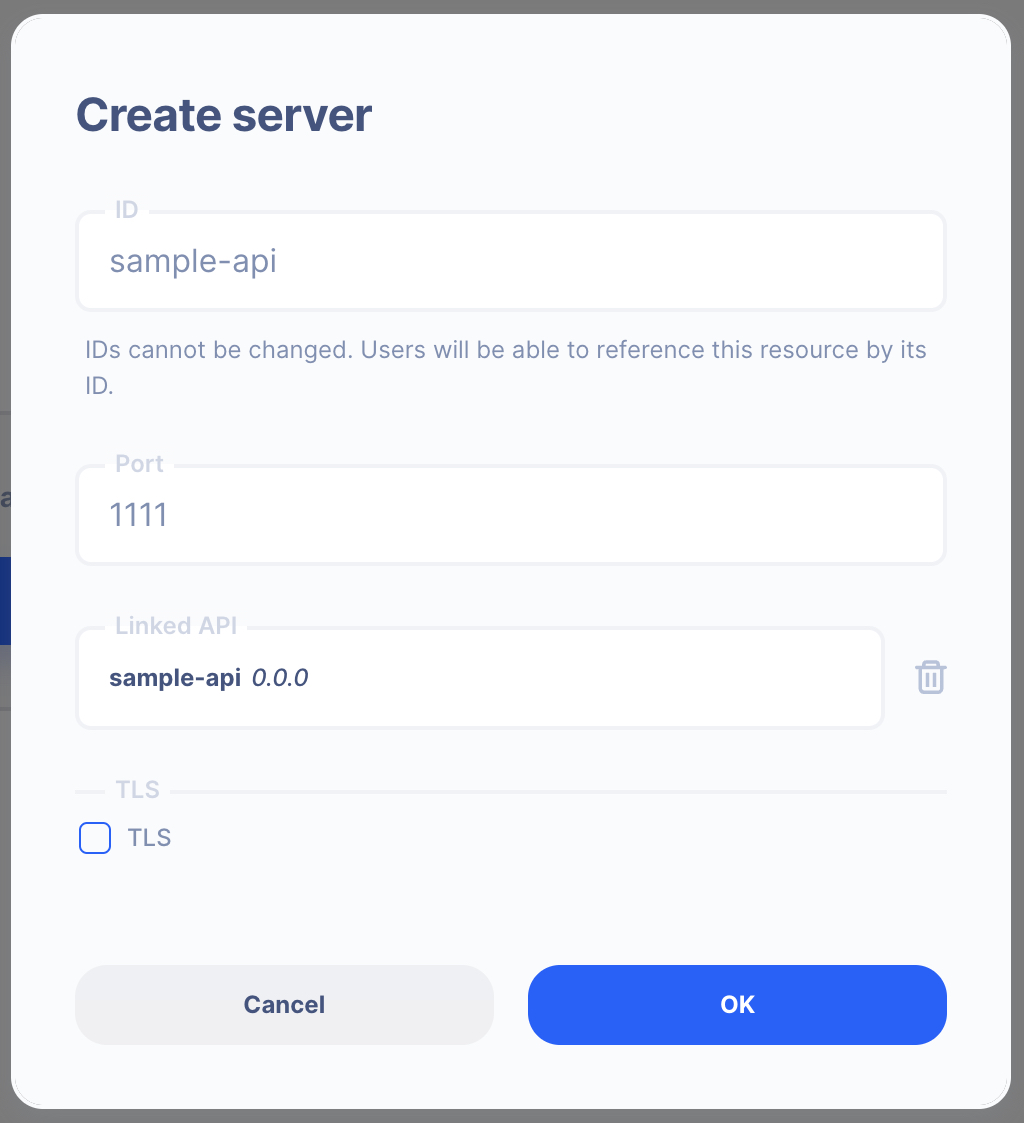 Create server
ID
sample-api
IDs cannot be changed. Users will be able to reference this resource by its
ID.
Port
1111
Linked API
sample-api 0.0.0
TLS
TLS
Cancel
OK